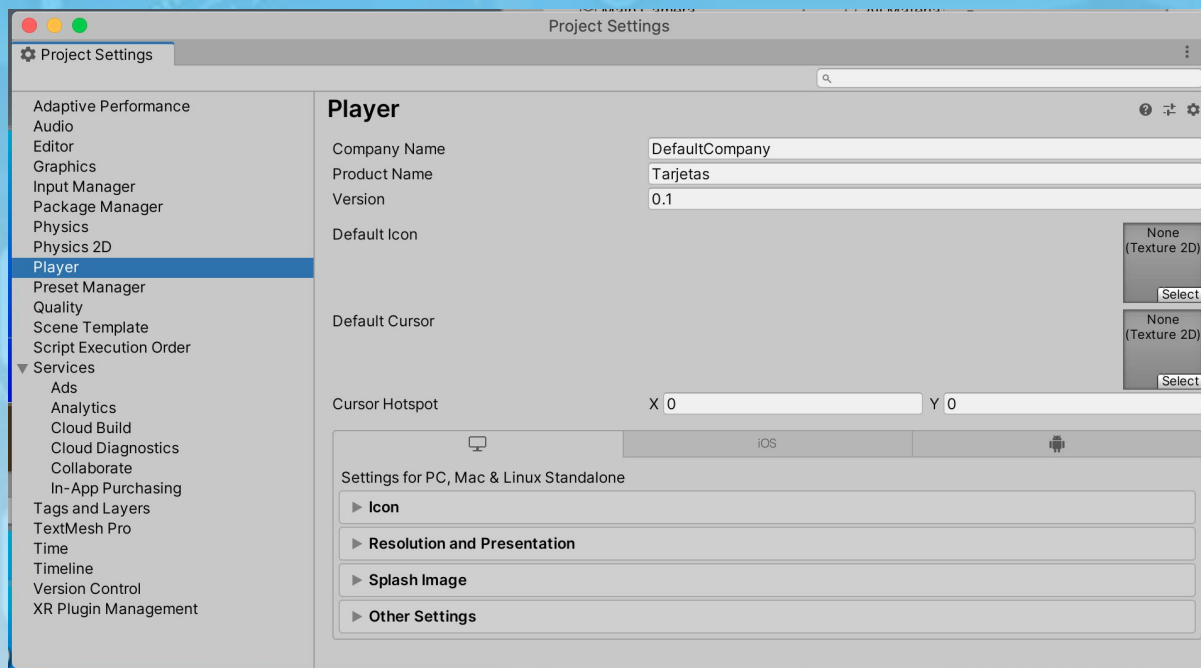 Project Settings
Project Settings
Adaptive Performance
Audio
Editor
Graphics
Input Manager
Package Manager
Physics
Physics 2D
Player
Preset Manager
Quality
Scene Template
Script Execution Order
Services
Ads
Analytics
Cloud Build
Cloud Diagnostics
Collaborate
In-App Purchasing
Tags and Layers
TextMesh Pro
Time
Timeline
Version Control
XR Plugin Management
Player
Company Name DefaultCompany
Product Name Tarjetas
Version 0.1
Default Icon
None
(Texture 2D)
Select
Default Cursor
None
(Texture 2D)
Select
Cursor Hotspot X 0 Y 0
iOS
Settings for PC, Mac & Linux Standalone
Icon
Resolution and Presentation
Splash Image
Other Settings